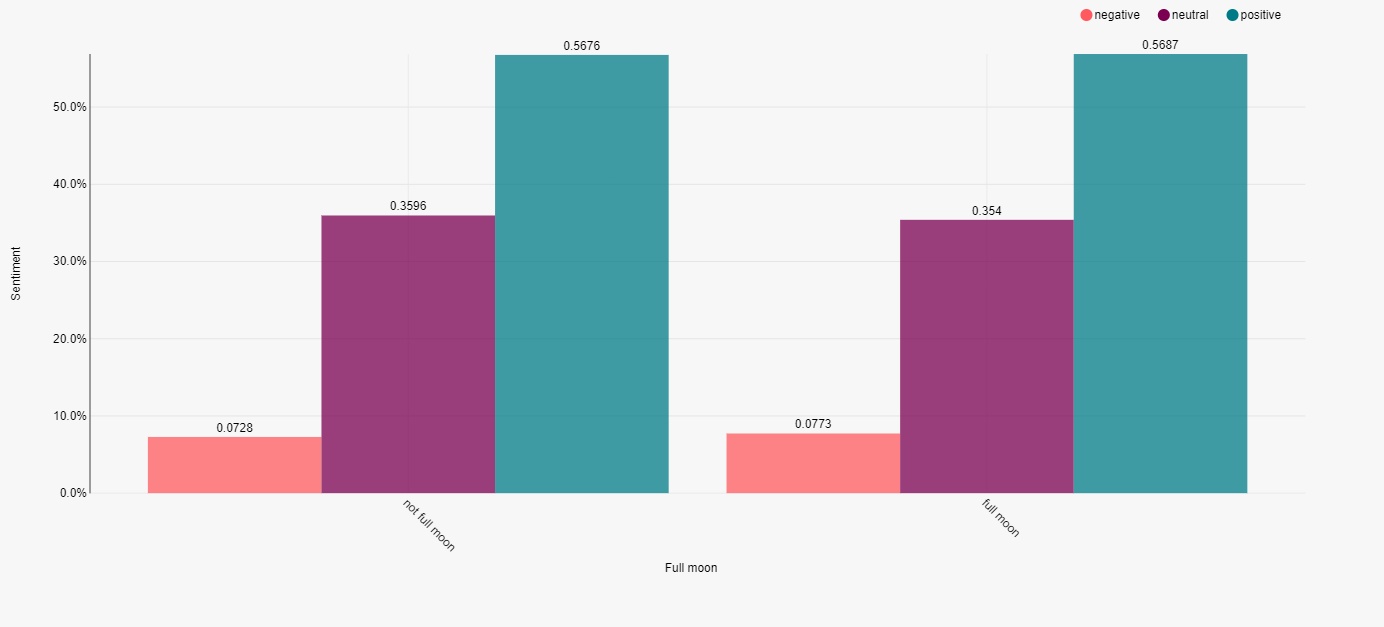 negative neutral positive
0.5676 0.5687
50.0%
40.0%
0.3596 0.354
30.0%
Sentiment
20.0%
10.0%
0.0728 0.0773
0.0%
not full moon full moon
Full moon